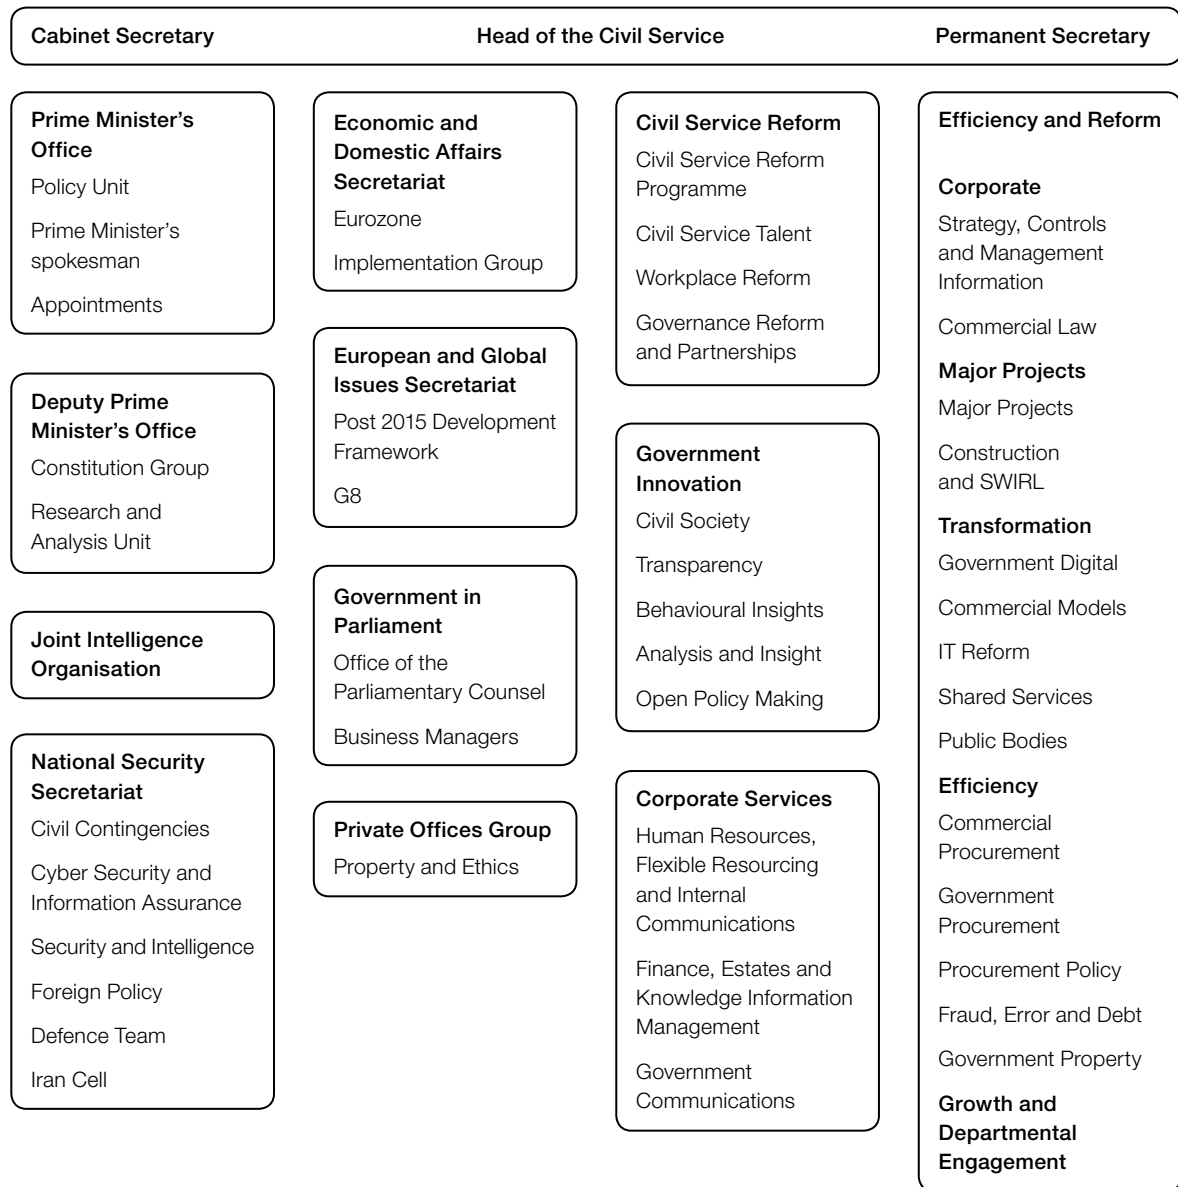 Cabinet Secretary
Head of the Civil Service
Permanent Secretary
Prime Minister's
Office
Policy Unit
Prime Minister's
spokesman
Appointments
Deputy Prime
Minister's Office
Constitution Group
Research and
Analysis Unit
Joint Intelligence
Organisation
National Security
Secretariat
Civil Contingencies
Cyber Security and
Information Assurance
Security and Intelligence
Foreign Policy
Defence Team
Iran Cell
Economic and
Domestic Affairs
Secretariat
Eurozone
Implementation Group
European and Global
Issues Secretariat
Post 2015 Development
Framework
G8
Government in
Parliament
Office of the
Parliamentary Counsel
Business Managers
Private Offices Group
Property and Ethics
Civil Service Reform
Civil Service Reform
Programme
Civil Service Talent
Workplace Reform
Governance Reform
and Partnerships
Government
Innovation
Civil Society
Transparency
Behavioural Insights
Analysis and Insight
Open Policy Making
Corporate Services
Human Resources,
Flexible Resourcing
and Internal
Communications
Finance, Estates and
Knowledge Information
Management
Government
Communications
Efficiency and Reform
Corporate
Strategy, Controls
and Management
Information
Commercial Law
Major Projects
Major Projects
Construction
and SWIRL
Transformation
Government Digital
Commercial Models
IT Reform
Shared Services
Public Bodies
Efficiency
Commercial
Procurement
Government
Procurement
Procurement Policy
Fraud, Error and Debt
Government Property
Growth and
Departmental
Engagement